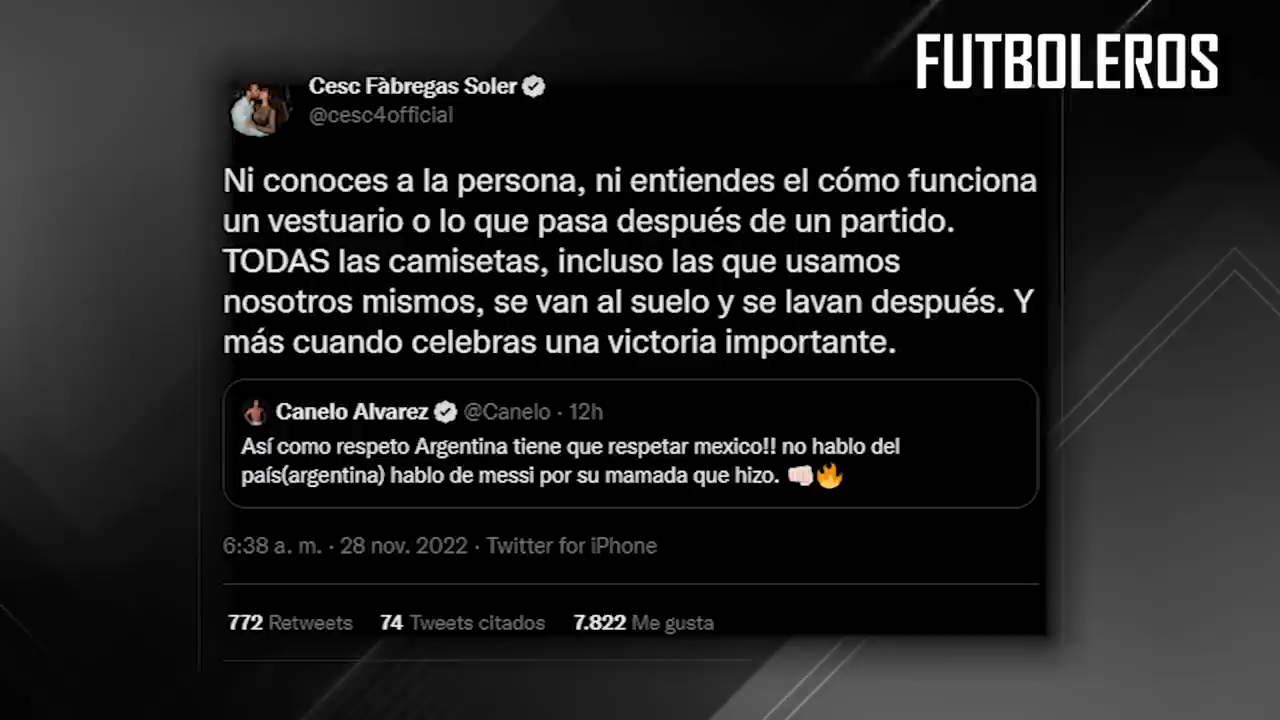 FUTBOLEROS
Cesc Fàbregas Soler
@cesc4official
Ni conoces a la persona, ni entiendes el cómo funciona
un vestuario o lo que pasa después de un partido.
TODAS las camisetas, incluso las que usamos
nosotros mismos, se van al suelo y se lavan después. Y
más cuando celebras una victoria importante.
Canelo Alvarez @Canelo · 12h
Así como respeto Argentina tiene que respetar mexico!! no hablo del
país(argentina) hablo de messi por su mamada que hizo. 👊🏻🔥
6:38 a. m. · 28 nov. 2022 · Twitter for iPhone
772 Retweets 74 Tweets citados 7.822 Me gusta